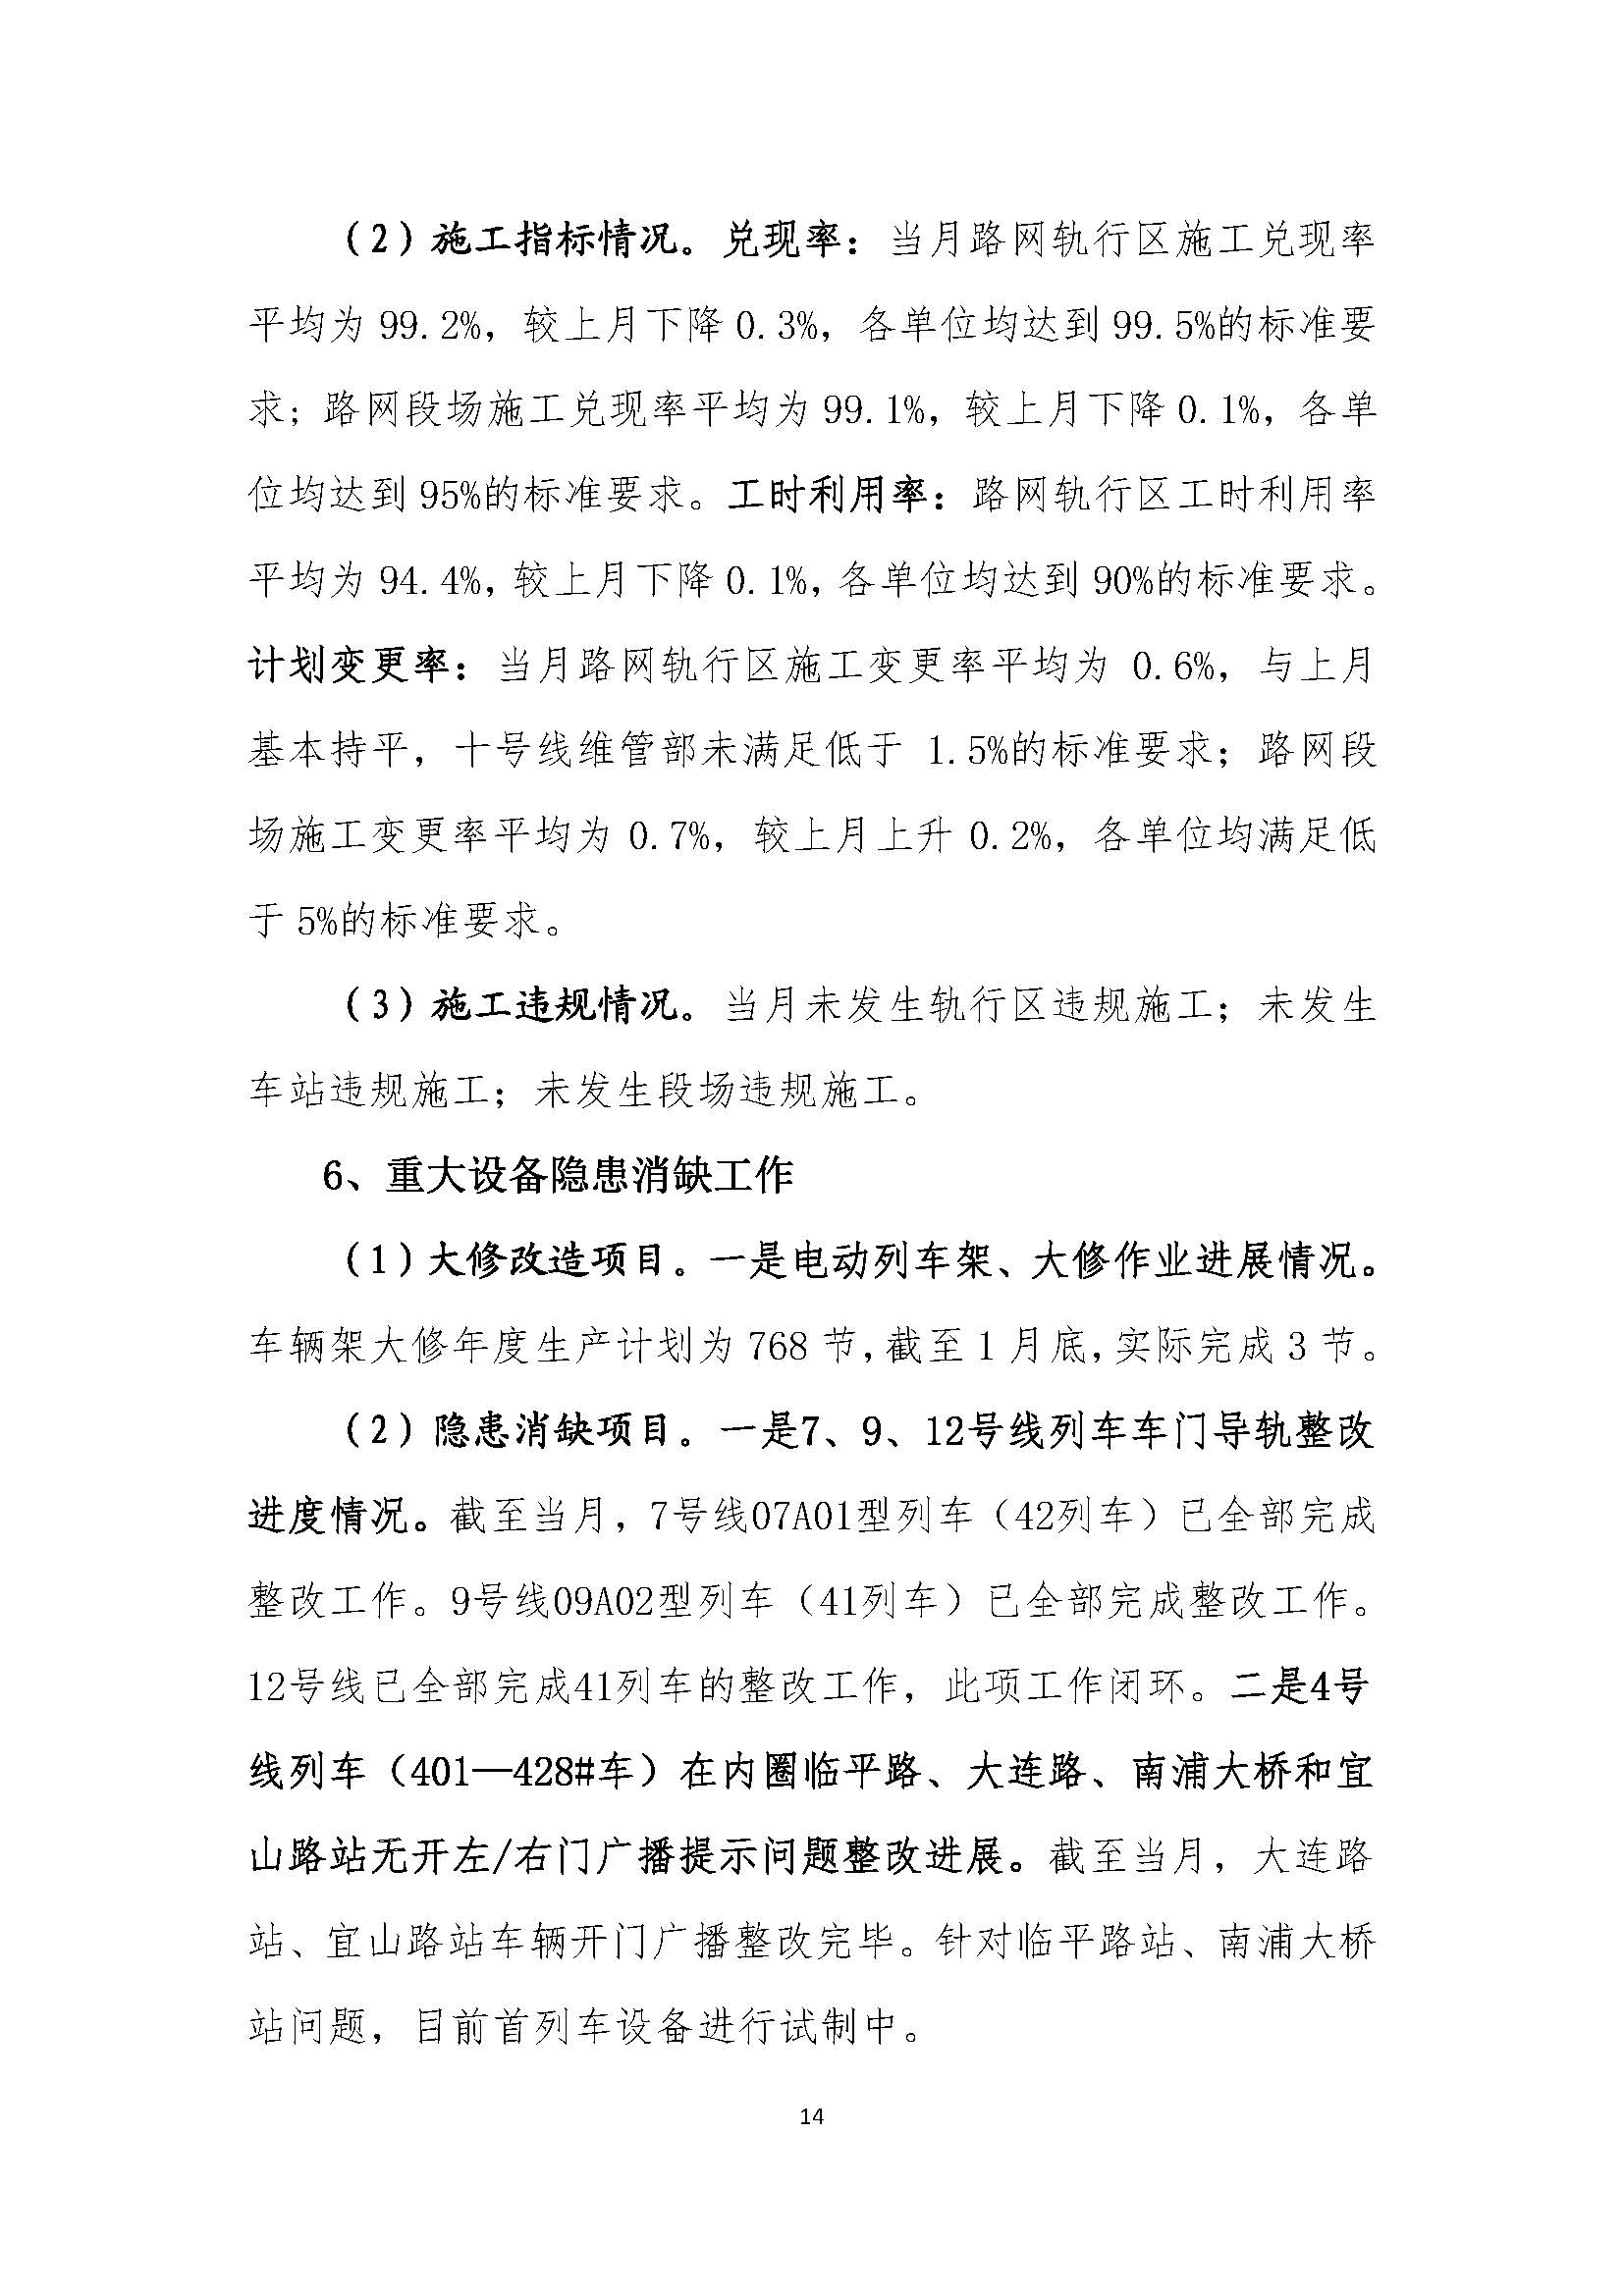 （2）施工指标情况。兑现率：当月路网轨行区施工兑现率
平均为 99.2%，较上月下降 0.3%，各单位均达到 99.5%的标准要
求；路网段场施工兑现率平均为 99.1%，较上月下降 0.1%，各单
位均达到 95%的标准要求。工时利用率：路网轨行区工时利用率
平均为 94.4%，较上月下降 0.1%，各单位均达到 90%的标准要求。
计划变更率：当月路网轨行区施工变更率平均为 0.6%，与上月
基本持平，十号线维管部未满足低于 1.5%的标准要求；路网段
场施工变更率平均为 0.7%，较上月上升 0.2%，各单位均满足低
于 5%的标准要求。
（3）施工违规情况。当月未发生轨行区违规施工；未发生
车站违规施工；未发生段场违规施工。
6、重大设备隐患消缺工作
（1）大修改造项目。一是电动列车架、大修作业进展情况。
车辆架大修年度生产计划为 768 节，截至 1 月底，实际完成 3 节。
（2）隐患消缺项目。一是7、9、12号线列车车门导轨整改
进度情况。截至当月，7号线07A01型列车（42列车）已全部完成
整改工作。9号线09A02型列车（41列车）已全部完成整改工作。
12号线已全部完成41列车的整改工作，此项工作闭环。二是4号
线列车（401—428#车）在内圈临平路、大连路、南浦大桥和宜
山路站无开左/右门广播提示问题整改进展。截至当月，大连路
站、宜山路站车辆开门广播整改完毕。针对临平路站、南浦大桥
站问题，目前首列车设备进行试制中。
14